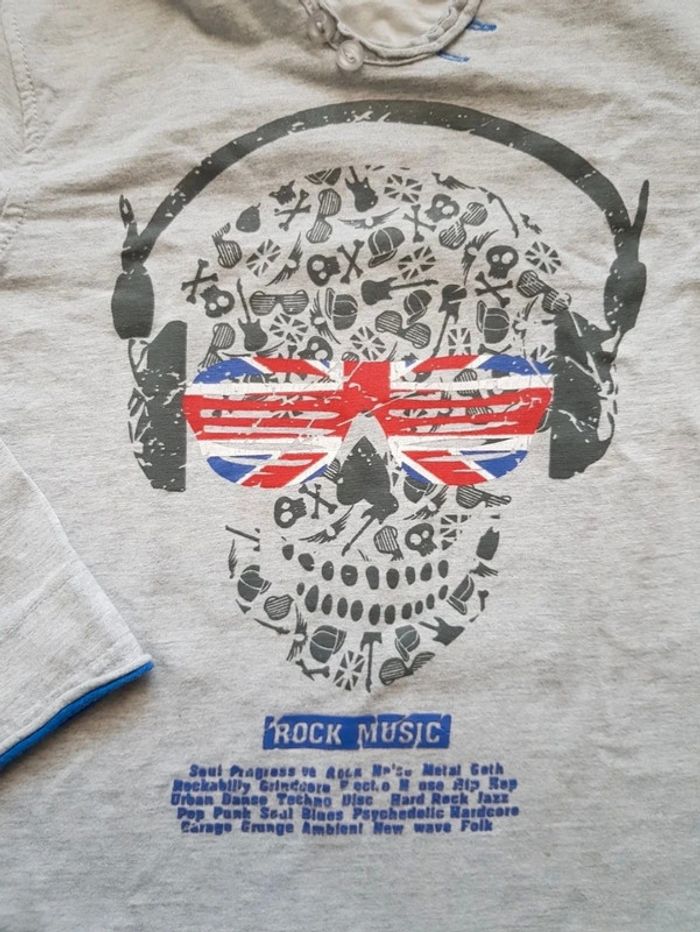 ROCK MUSIC
Soul Progressive Rock Metal Goth
Rockabilly Grindcore Hip Hop
Urban Dance Techno Hard Rock Jazz
Pop Punk Soul Blues Psychedelic Hardcore
Garage Grunge Ambient New wave Folk